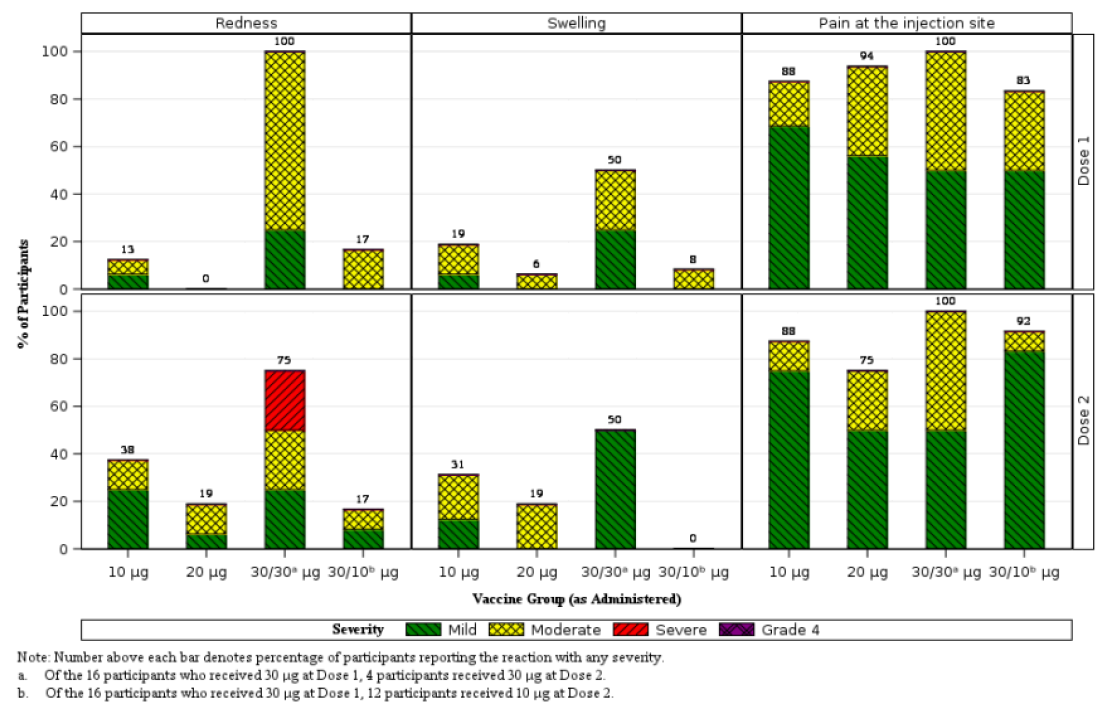 Redness Swelling Pain at the injection site
100 100
100 94
88 83
80
60
50
40
19 17
20 13
6 8
0 0
Dose 1
% of Participants
100 100
92
88
80 75 75
60
50
40 38
31
20 19 17 19
0 0
Dose 2
10 µg 20 µg 30/30ᵃ µg 30/10ᵇ µg 10 µg 20 µg 30/30ᵃ µg 30/10ᵇ µg 10 µg 20 µg 30/30ᵃ µg 30/10ᵇ µg
Vaccine Group (as Administered)
Severity Mild Moderate Severe Grade 4
Note: Number above each bar denotes percentage of participants reporting the reaction with any severity.
a. Of the 16 participants who received 30 µg at Dose 1, 4 participants received 30 µg at Dose 2.
b. Of the 16 participants who received 30 µg at Dose 1, 12 participants received 10 µg at Dose 2.